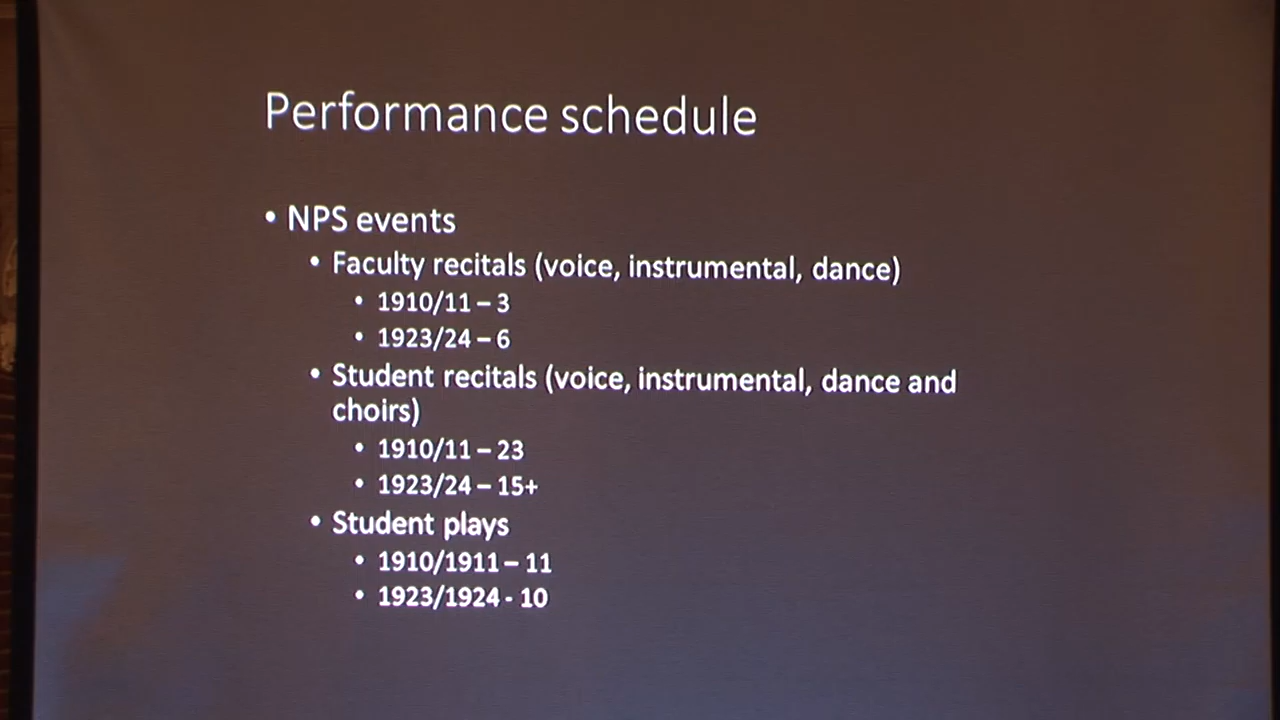 Performance schedule
• NPS events
• Faculty recitals (voice, instrumental, dance)
• 1910/11 – 3
• 1923/24 – 6
• Student recitals (voice, instrumental, dance and
choirs)
• 1910/11 – 23
• 1923/24 – 15+
• Student plays
• 1910/1911 – 11
• 1923/1924 - 10